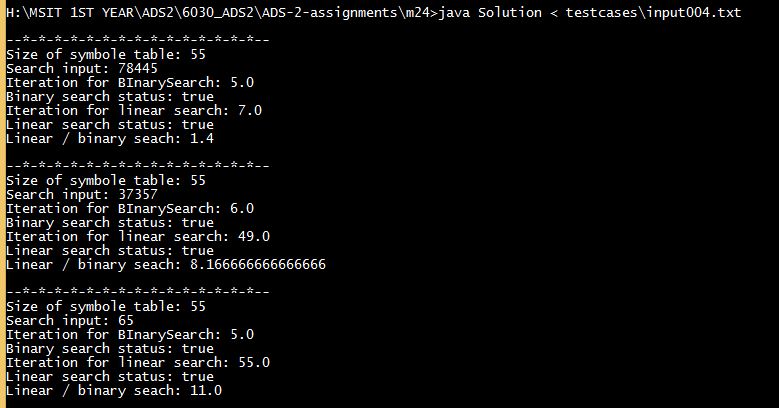 H:\MSIT 1ST YEAR\ADS2\6030_ADS2\ADS-2-assignments\m24>java Solution < testcases\input004.txt
--*-*-*-*-*-*-*-*-*-*-*-*-*-*-*--
Size of symbole table: 55
Search input: 78445
Iteration for BInarySearch: 5.0
Binary search status: true
Iteration for linear search: 7.0
Linear search status: true
Linear / binary seach: 1.4
--*-*-*-*-*-*-*-*-*-*-*-*-*-*-*--
Size of symbole table: 55
Search input: 37357
Iteration for BInarySearch: 6.0
Binary search status: true
Iteration for linear search: 49.0
Linear search status: true
Linear / binary seach: 8.166666666666666
--*-*-*-*-*-*-*-*-*-*-*-*-*-*-*--
Size of symbole table: 55
Search input: 65
Iteration for BInarySearch: 5.0
Binary search status: true
Iteration for linear search: 55.0
Linear search status: true
Linear / binary seach: 11.0